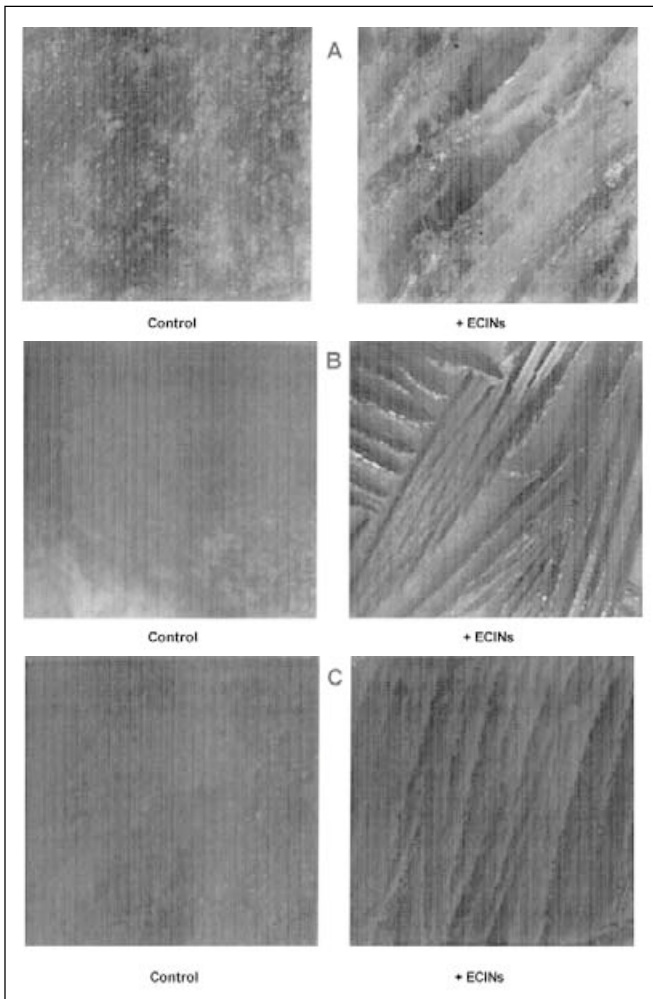 A
Control
+ ECINs
B
Control
+ ECINs
C
Control
+ ECINs